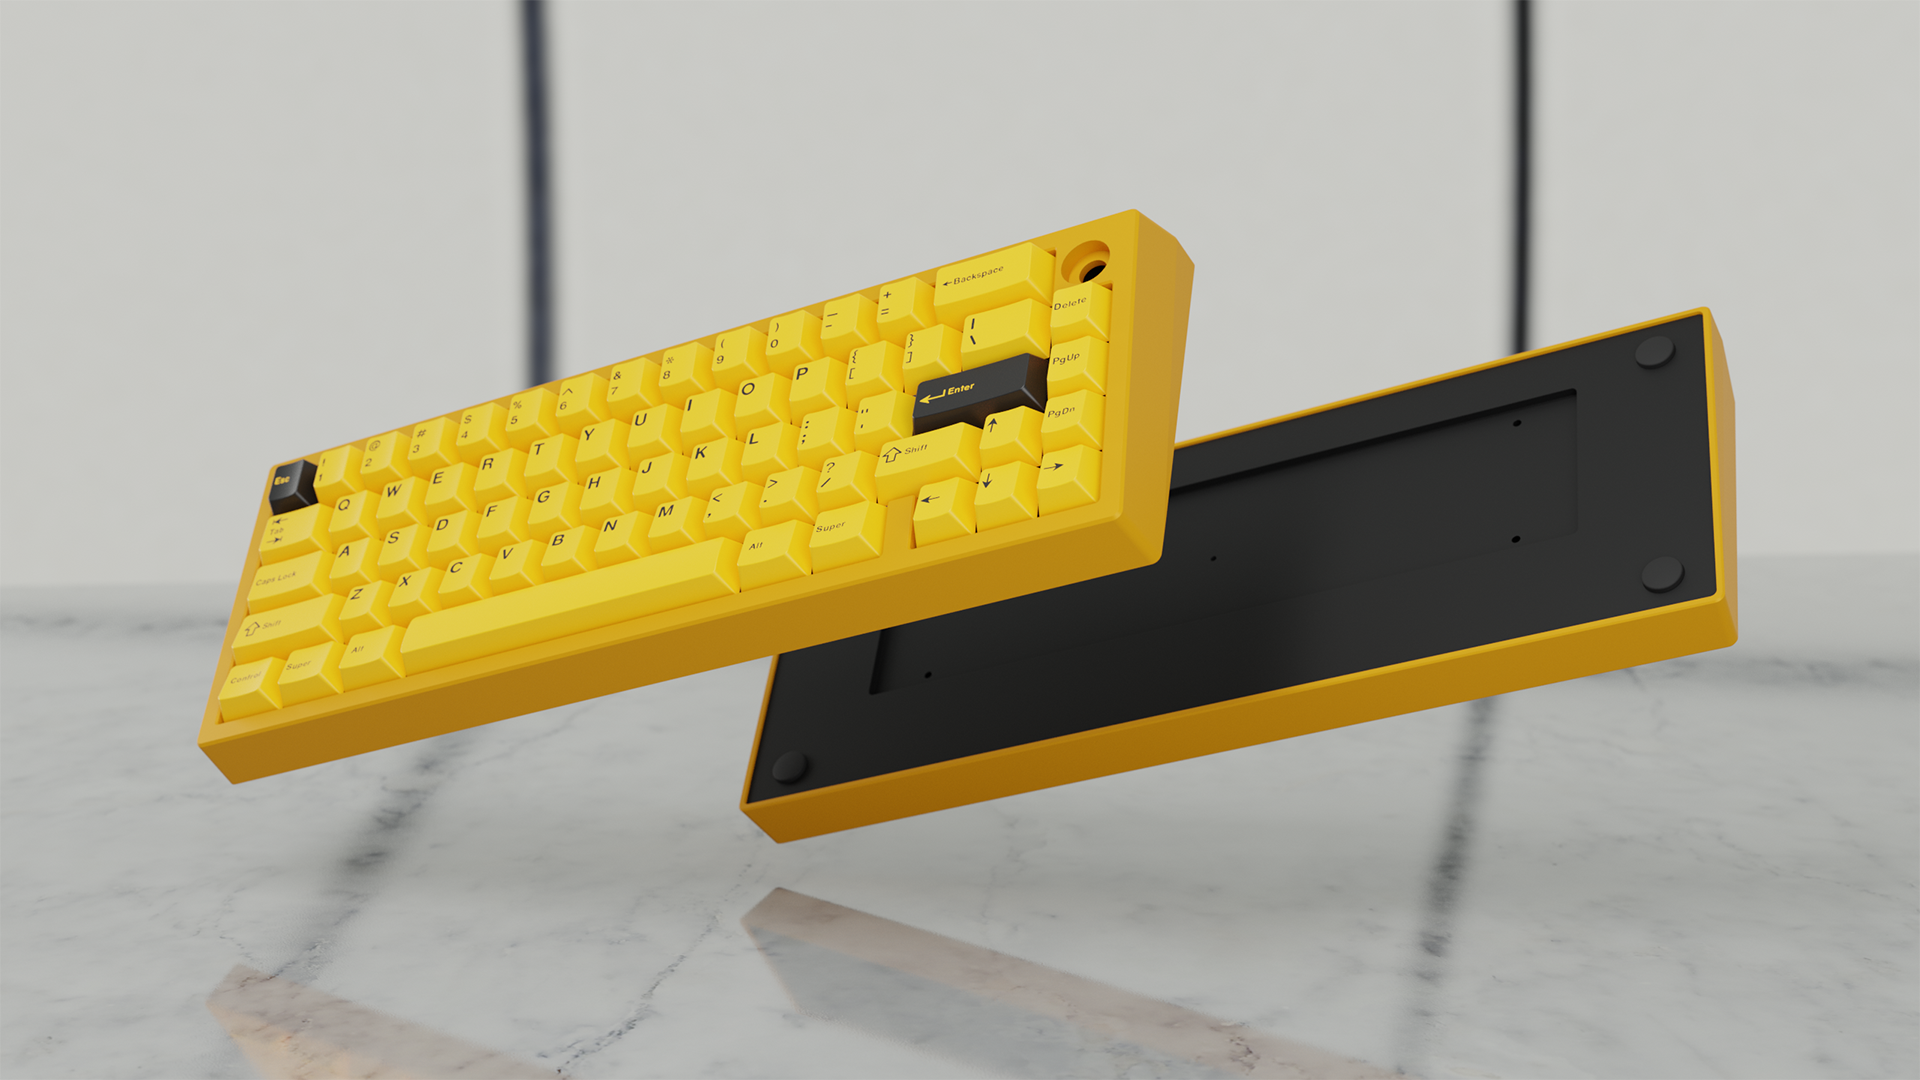 Esc ! 1 @ 2 # 3 $ 4 % 5 ^ 6 & 7 * 8 ( 9 ) 0 — - + = ←Backspace
Tab Q W E R T Y U I O P { [ } ] | \ Delete
Caps Lock A S D F G H J K L : ; " ' Enter PgUp
Shift Z X C V B N M < , > . ? / Shift ↑ PgDn
Control Super Alt Alt Super ← ↓ →